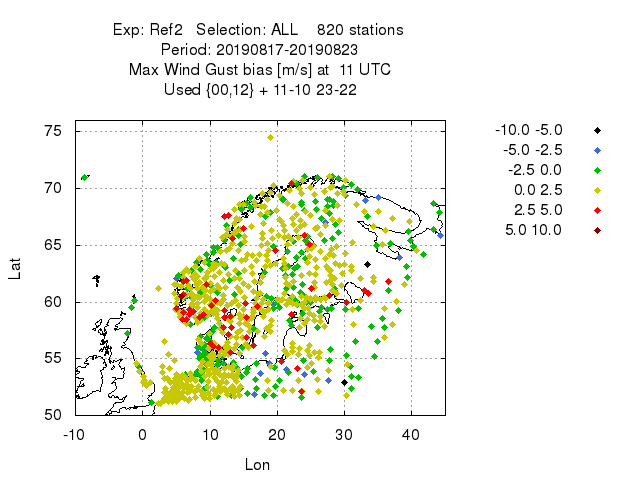 Exp: Ref2 Selection: ALL 820 stations
Period: 20190817-20190823
Max Wind Gust bias [m/s] at 11 UTC
Used {00,12} + 11-10 23-22
-10.0 -5.0
-5.0 -2.5
-2.5 0.0
0.0 2.5
2.5 5.0
5.0 10.0
75
70
65
60
55
50
Lat
-10 0 10 20 30 40
Lon